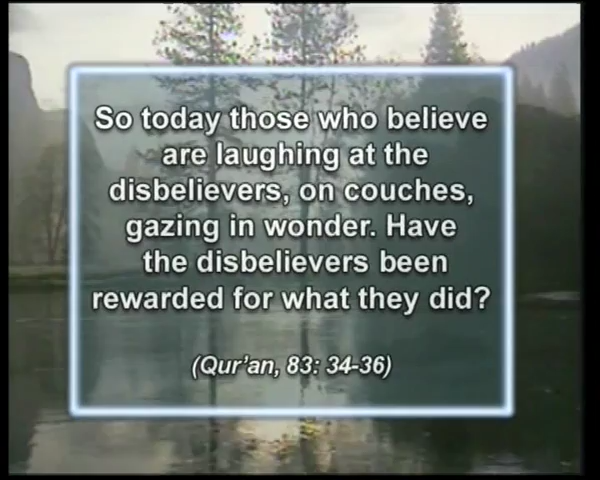 So today those who believe
are laughing at the
disbelievers, on couches,
gazing in wonder. Have
the disbelievers been
rewarded for what they did?
(Qur'an, 83: 34-36)